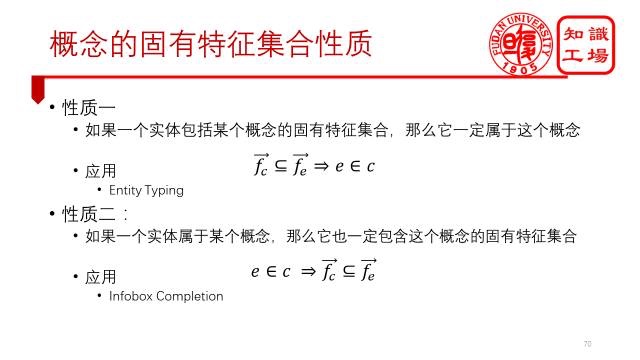 概念的固有特征集合性质
FUDAN UNIVERSITY
1905
知識
工場
• 性质一
• 如果一个实体包括某个概念的固有特征集合，那么它一定属于这个概念
• 应用
$\overrightarrow{f_c} \subseteq \overrightarrow{f_e} \Rightarrow e \in c$
• Entity Typing
• 性质二：
• 如果一个实体属于某个概念，那么它也一定包含这个概念的固有特征集合
• 应用
$e \in c \Rightarrow \overrightarrow{f_c} \subseteq \overrightarrow{f_e}$
• Infobox Completion
70